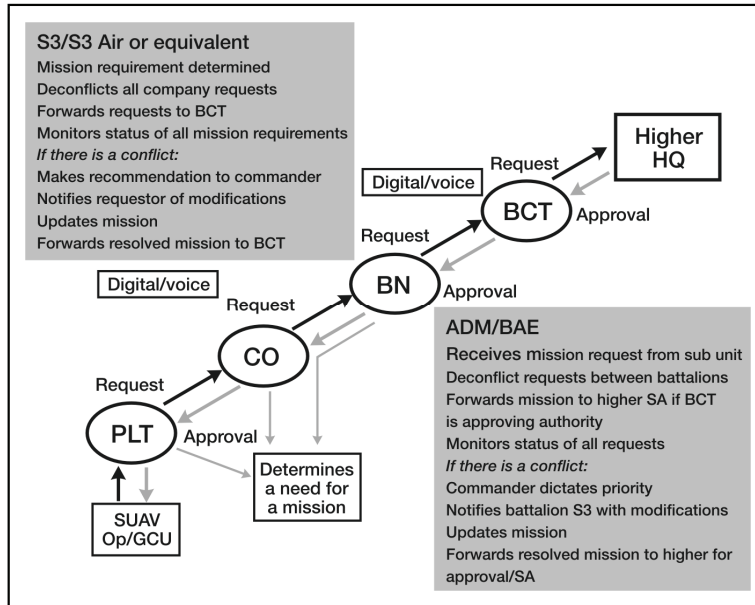 S3/S3 Air or equivalent
Mission requirement determined
Deconflicts all company requests
Forwards requests to BCT
Monitors status of all mission requirements
If there is a conflict:
Makes recommendation to commander
Notifies requestor of modifications
Updates mission
Forwards resolved mission to BCT
Higher
HQ
Request
Digital/voice
BCT
Approval
Request
BN
Approval
Digital/voice
Request
CO
Request
PLT
Approval
Determines
a need for
a mission
SUAV
Op/GCU
ADM/BAE
Receives mission request from sub unit
Deconflict requests between battalions
Forwards mission to higher SA if BCT
is approving authority
Monitors status of all requests
If there is a conflict:
Commander dictates priority
Notifies battalion S3 with modifications
Updates mission
Forwards resolved mission to higher for
approval/SA